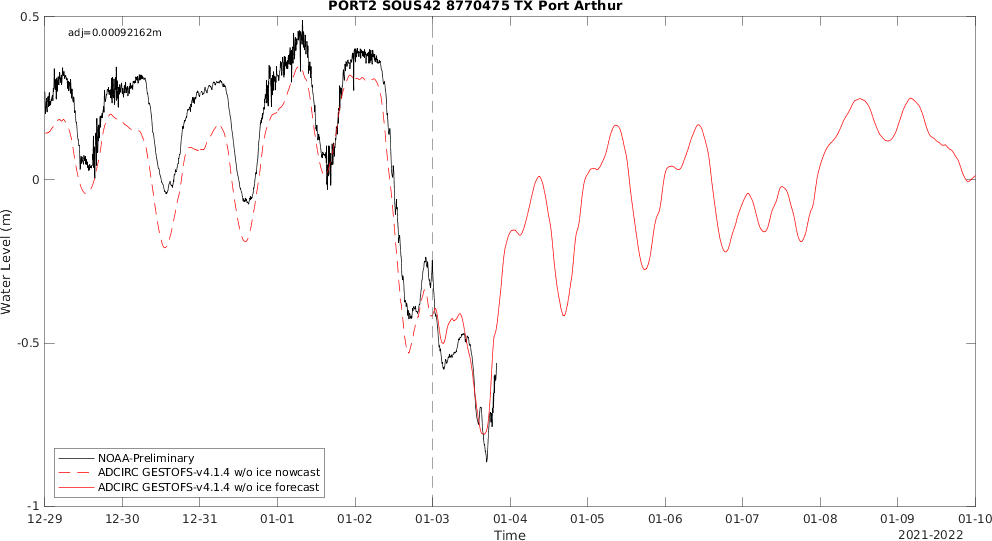 PORT2 SOUS42 8770475 TX Port Arthur
adj=0.00092162m
0.5
0
-0.5
-1
Water Level (m)
NOAA-Preliminary
ADCIRC GESTOFS-v4.1.4 w/o ice nowcast
ADCIRC GESTOFS-v4.1.4 w/o ice forecast
12-29 12-30 12-31 01-01 01-02 01-03 01-04 01-05 01-06 01-07 01-08 01-09 01-10
Time
2021-2022